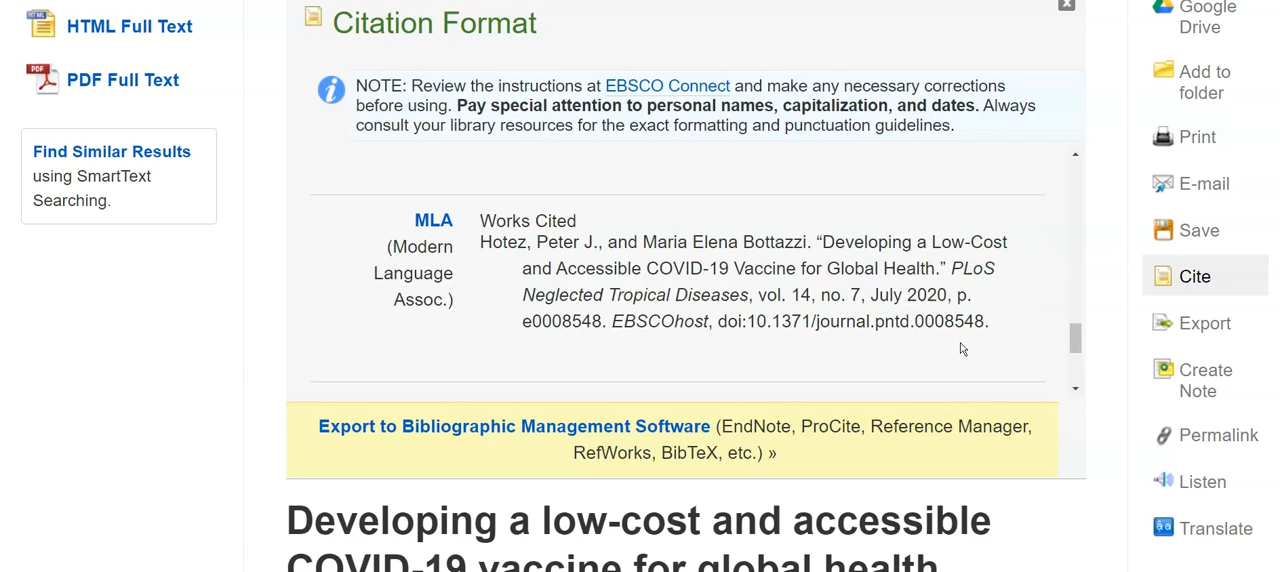 HTML Full Text
PDF Full Text
Find Similar Results
using SmartText
Searching.
Citation Format
NOTE: Review the instructions at EBSCO Connect and make any necessary corrections
before using. Pay special attention to personal names, capitalization, and dates. Always
consult your library resources for the exact formatting and punctuation guidelines.
MLA
(Modern
Language
Assoc.)
Works Cited
Hotez, Peter J., and Maria Elena Bottazzi. “Developing a Low-Cost
and Accessible COVID-19 Vaccine for Global Health.” PLoS
Neglected Tropical Diseases, vol. 14, no. 7, July 2020, p.
e0008548. EBSCOhost, doi:10.1371/journal.pntd.0008548.
Export to Bibliographic Management Software (EndNote, ProCite, Reference Manager,
RefWorks, BibTeX, etc.) »
Developing a low-cost and accessible
COVID-19 vaccine for global health
Google
Drive
Add to
folder
Print
E-mail
Save
Cite
Export
Create
Note
Permalink
Listen
Translate